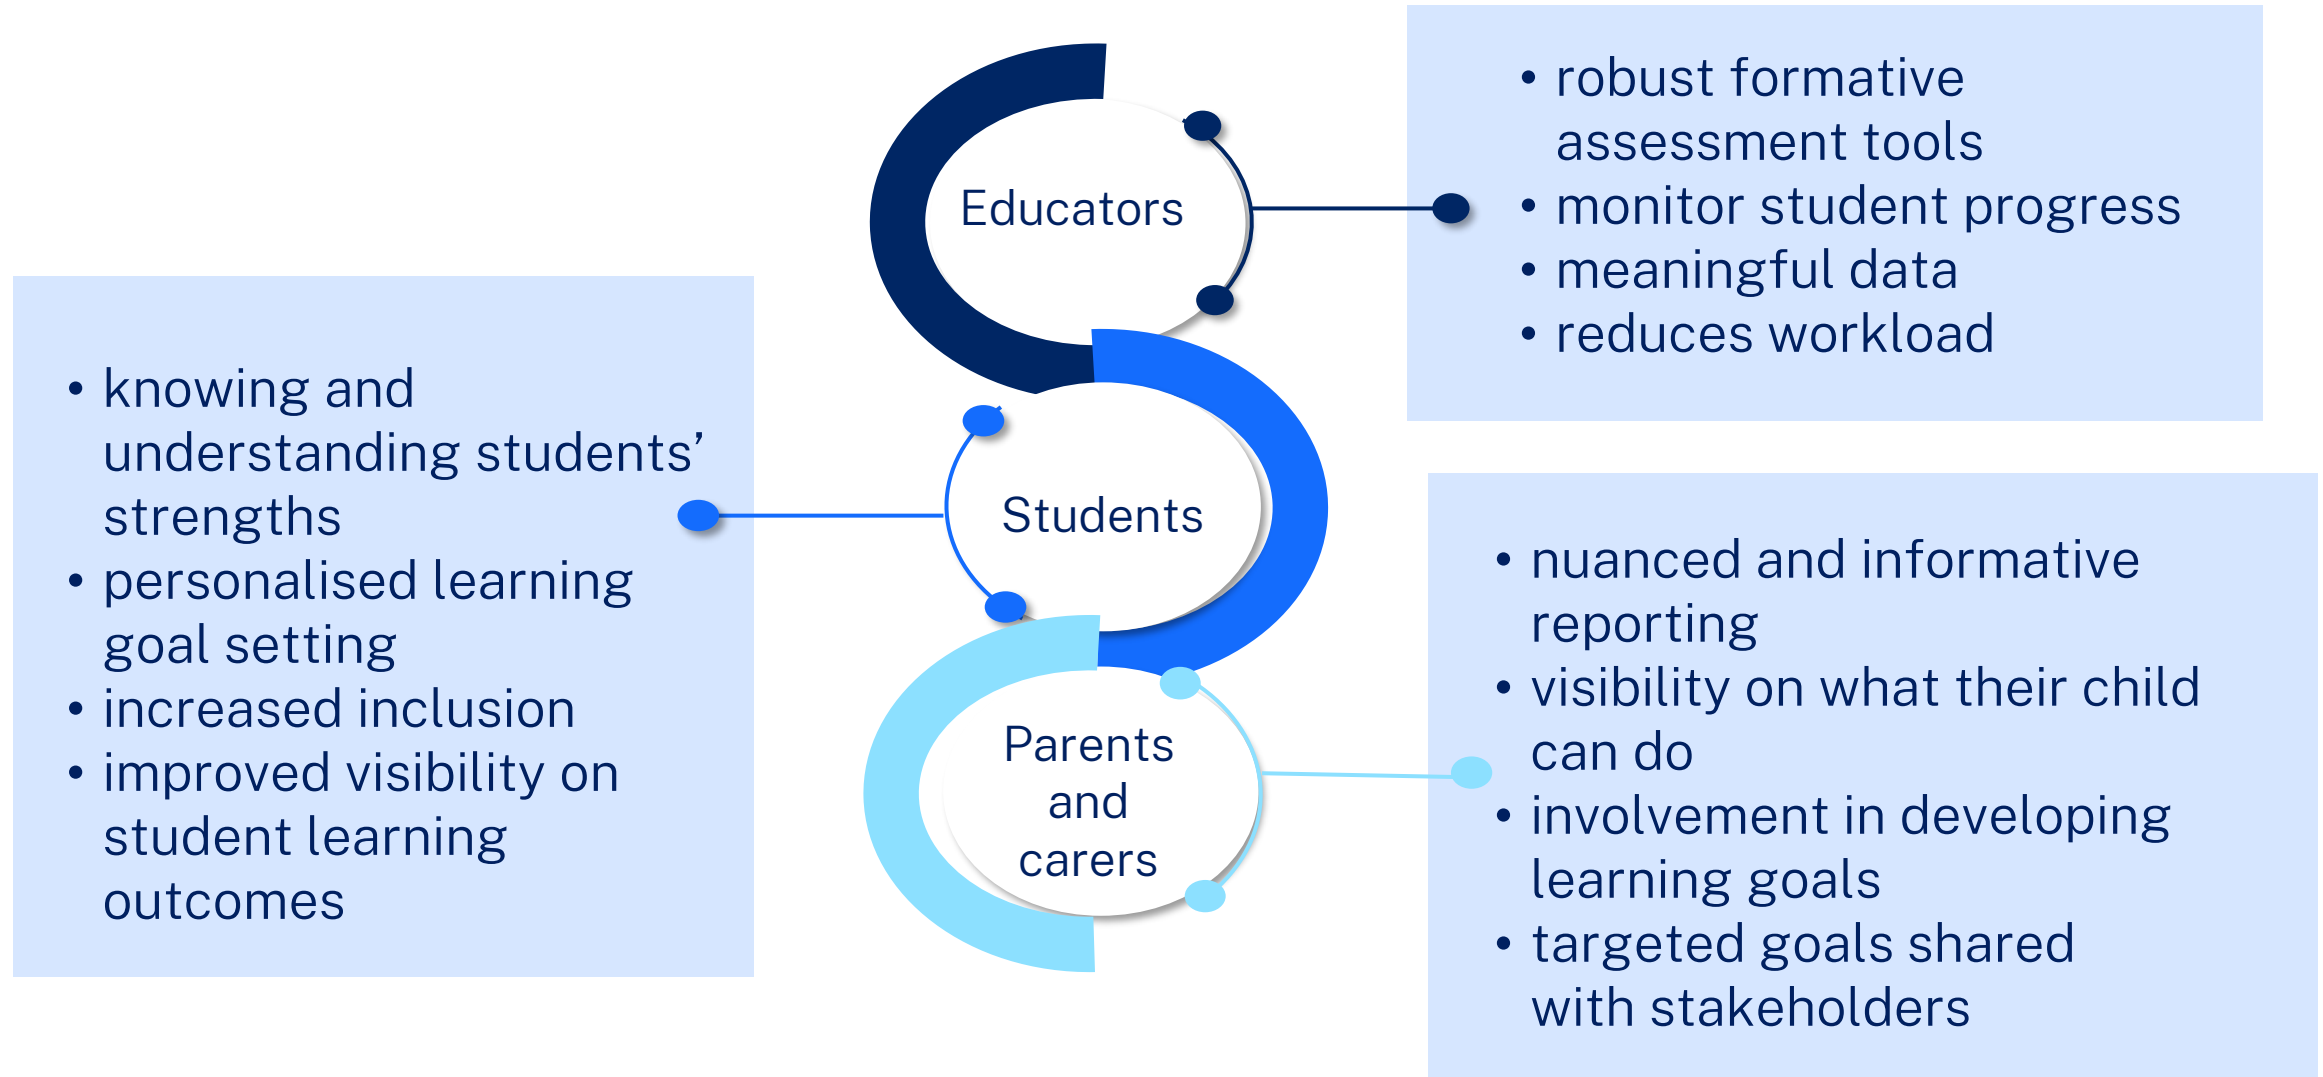 Educators
• robust formative
assessment tools
• monitor student progress
• meaningful data
• reduces workload
Students
• knowing and
understanding students’
strengths
• personalised learning
goal setting
• increased inclusion
• improved visibility on
student learning
outcomes
Parents
and
carers
• nuanced and informative
reporting
• visibility on what their child
can do
• involvement in developing
learning goals
• targeted goals shared
with stakeholders